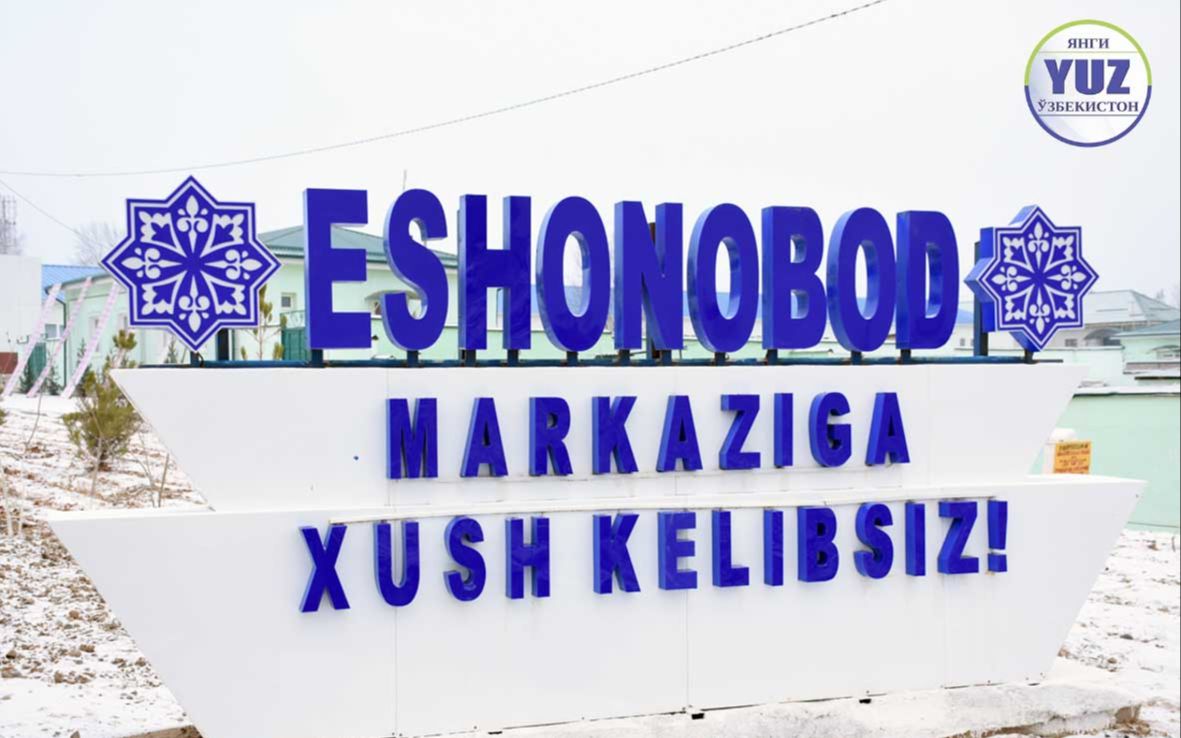 ЯНГИ
YUZ
ЎЗБЕКИСТОН
ESHONOBOD
MARKAZIGA
XUSH KELIBSIZ!